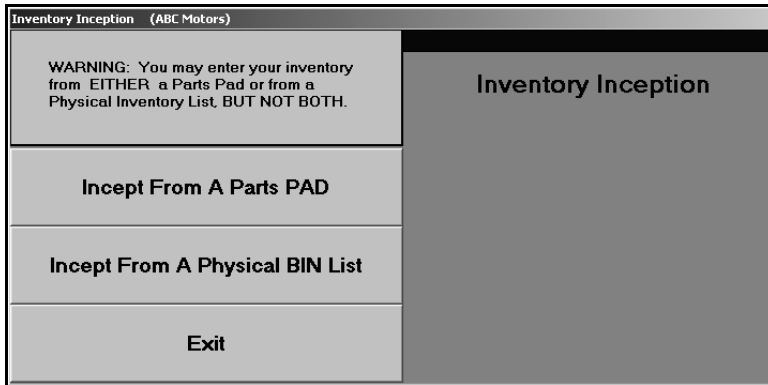 Inventory Inception (ABC Motors)
WARNING: You may enter your inventory
from EITHER a Parts Pad or from a
Physical Inventory List, BUT NOT BOTH.
Inventory Inception
Incept From A Parts PAD
Incept From A Physical BIN List
Exit